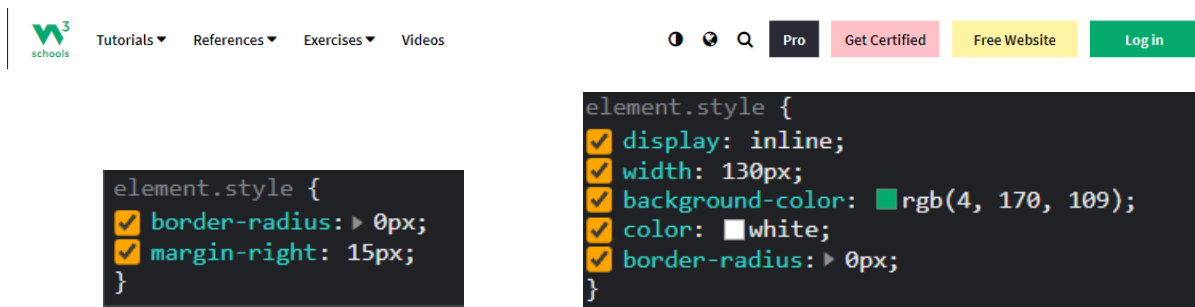 W3 schools Tutorials References Exercises Videos Pro Get Certified Free Website Log in
element.style {
border-radius: 0px;
margin-right: 15px;
}
element.style {
display: inline;
width: 130px;
background-color: rgb(4, 170, 109);
color: white;
border-radius: 0px;
}